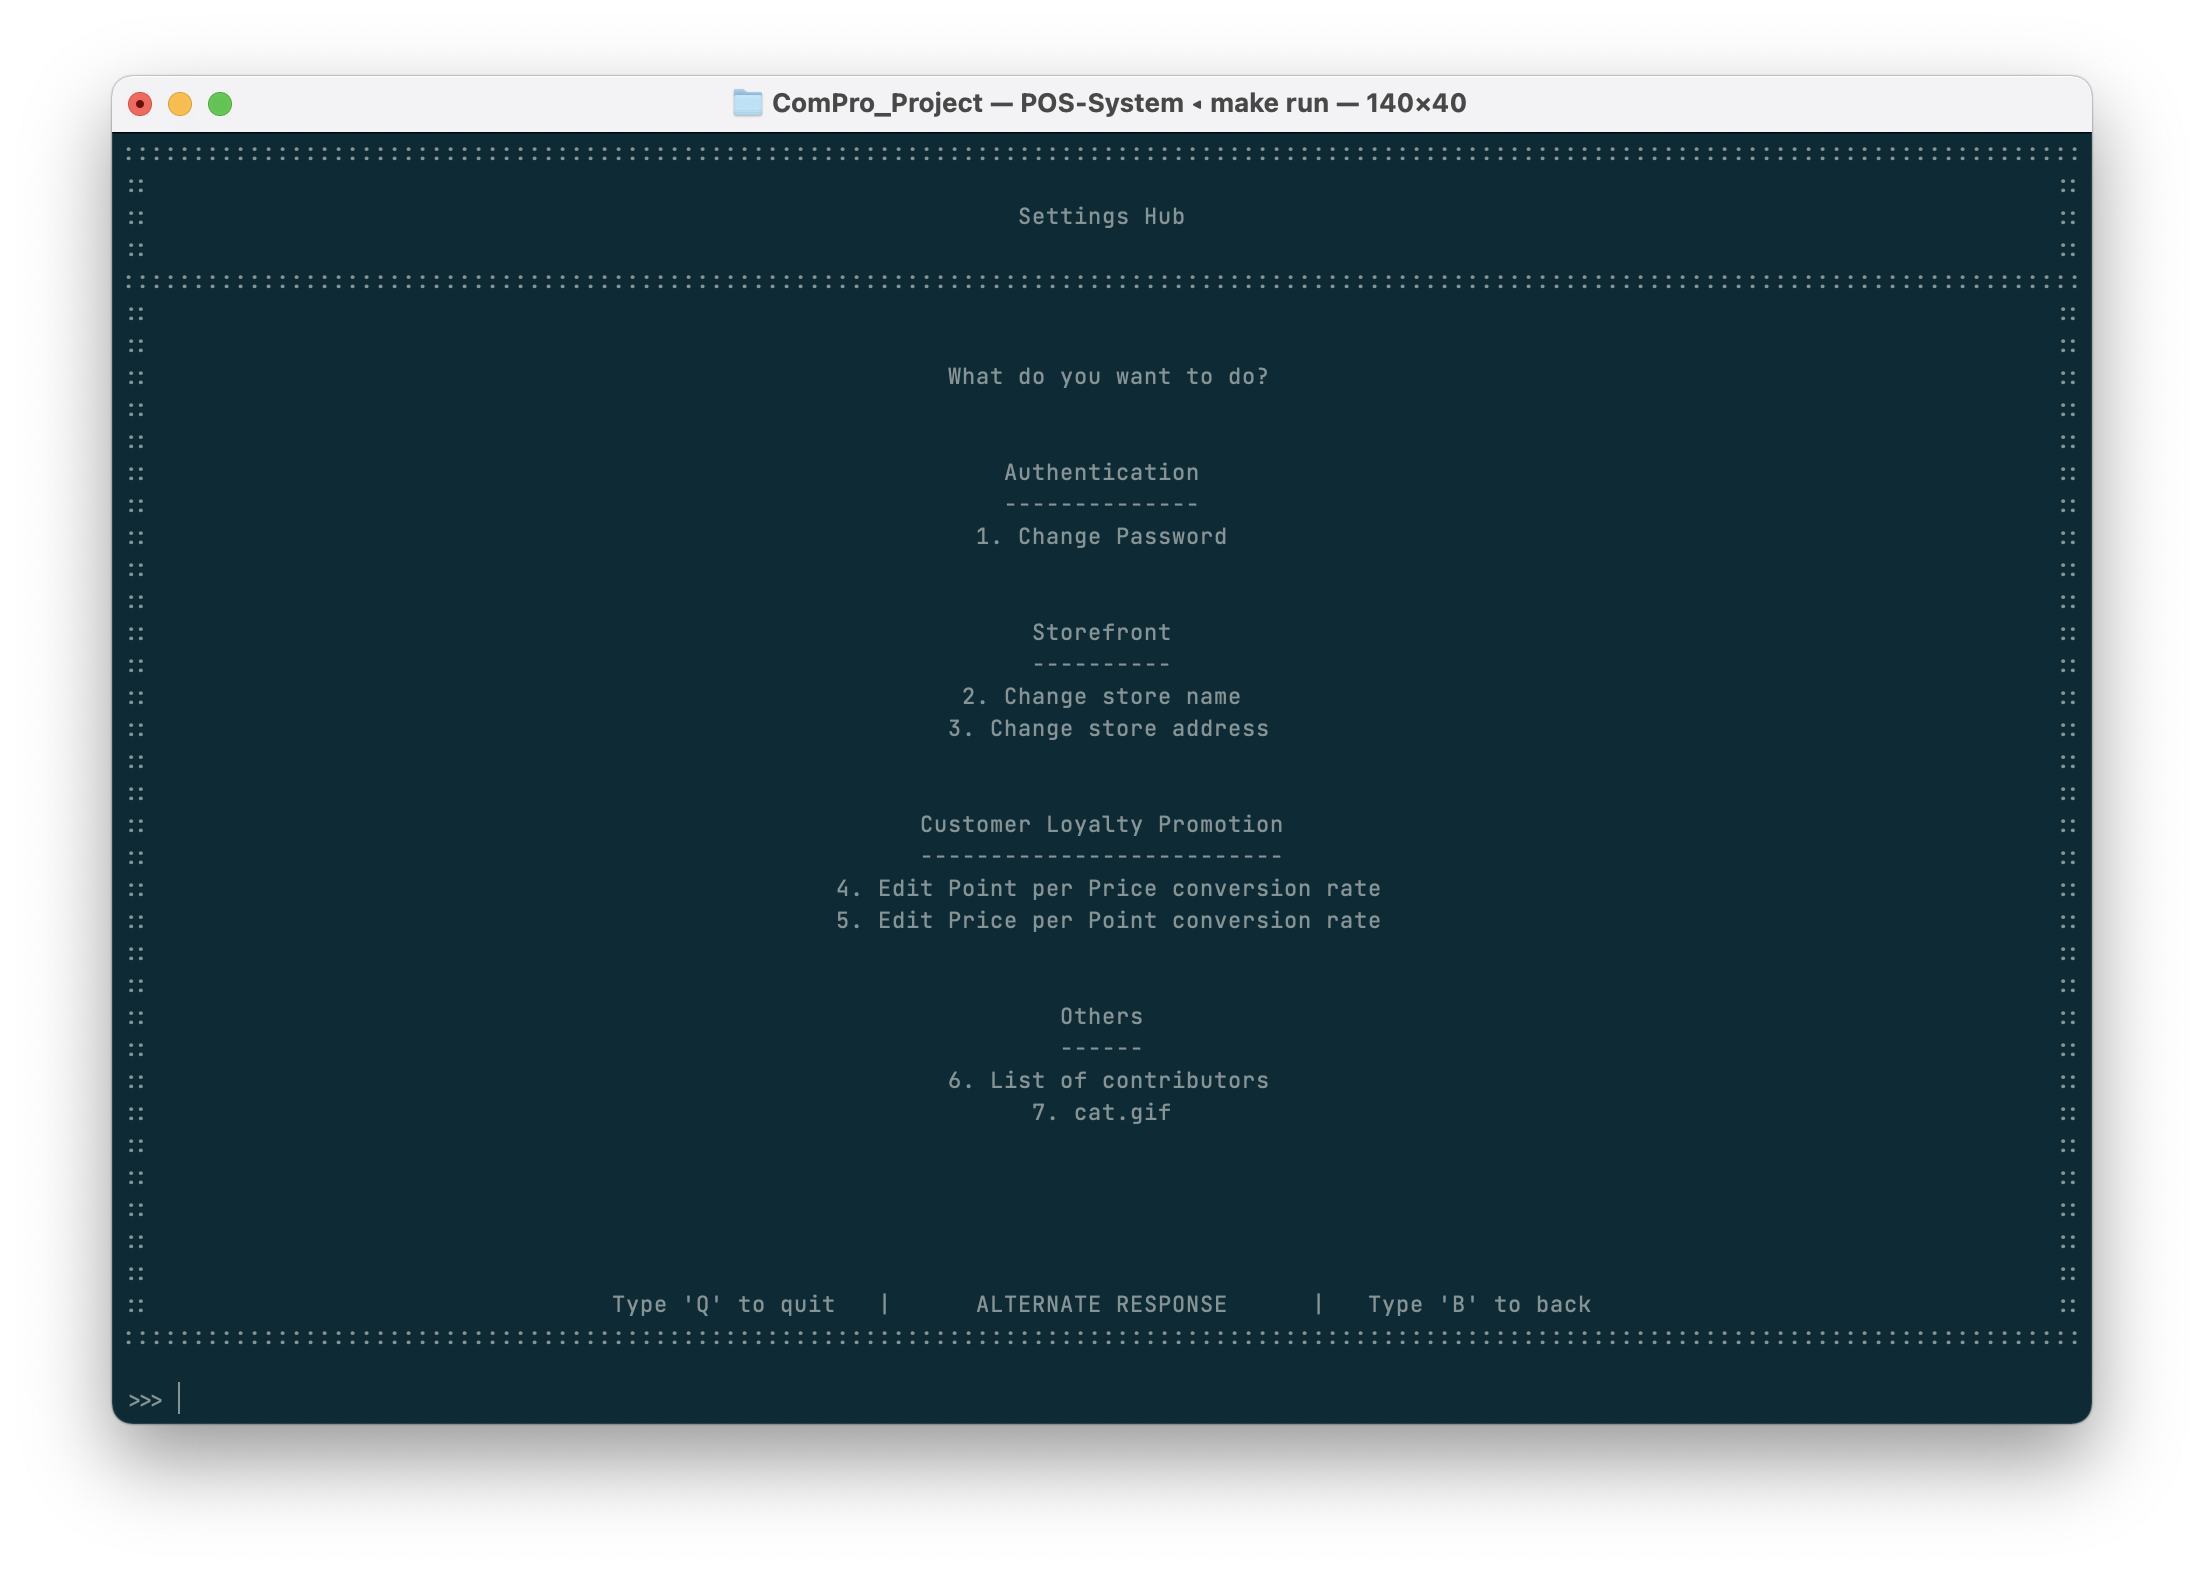 ComPro_Project — POS-System ◂ make run — 140×40
::::::::::::::::::::::::::::::::::::::::::::::::::::::::::::::::::::::::::::::::::::::::::::::::::::::::::::::::::::::::::::::::::::::::::::
Settings Hub
::::::::::::::::::::::::::::::::::::::::::::::::::::::::::::::::::::::::::::::::::::::::::::::::::::::::::::::::::::::::::::::::::::::::::::
What do you want to do?
Authentication
--------------
1. Change Password
Storefront
----------
2. Change store name
3. Change store address
Customer Loyalty Promotion
--------------------------
4. Edit Point per Price conversion rate
5. Edit Price per Point conversion rate
Others
------
6. List of contributors
7. cat.gif
Type 'Q' to quit | ALTERNATE RESPONSE | Type 'B' to back
::::::::::::::::::::::::::::::::::::::::::::::::::::::::::::::::::::::::::::::::::::::::::::::::::::::::::::::::::::::::::::::::::::::::::::
>>>